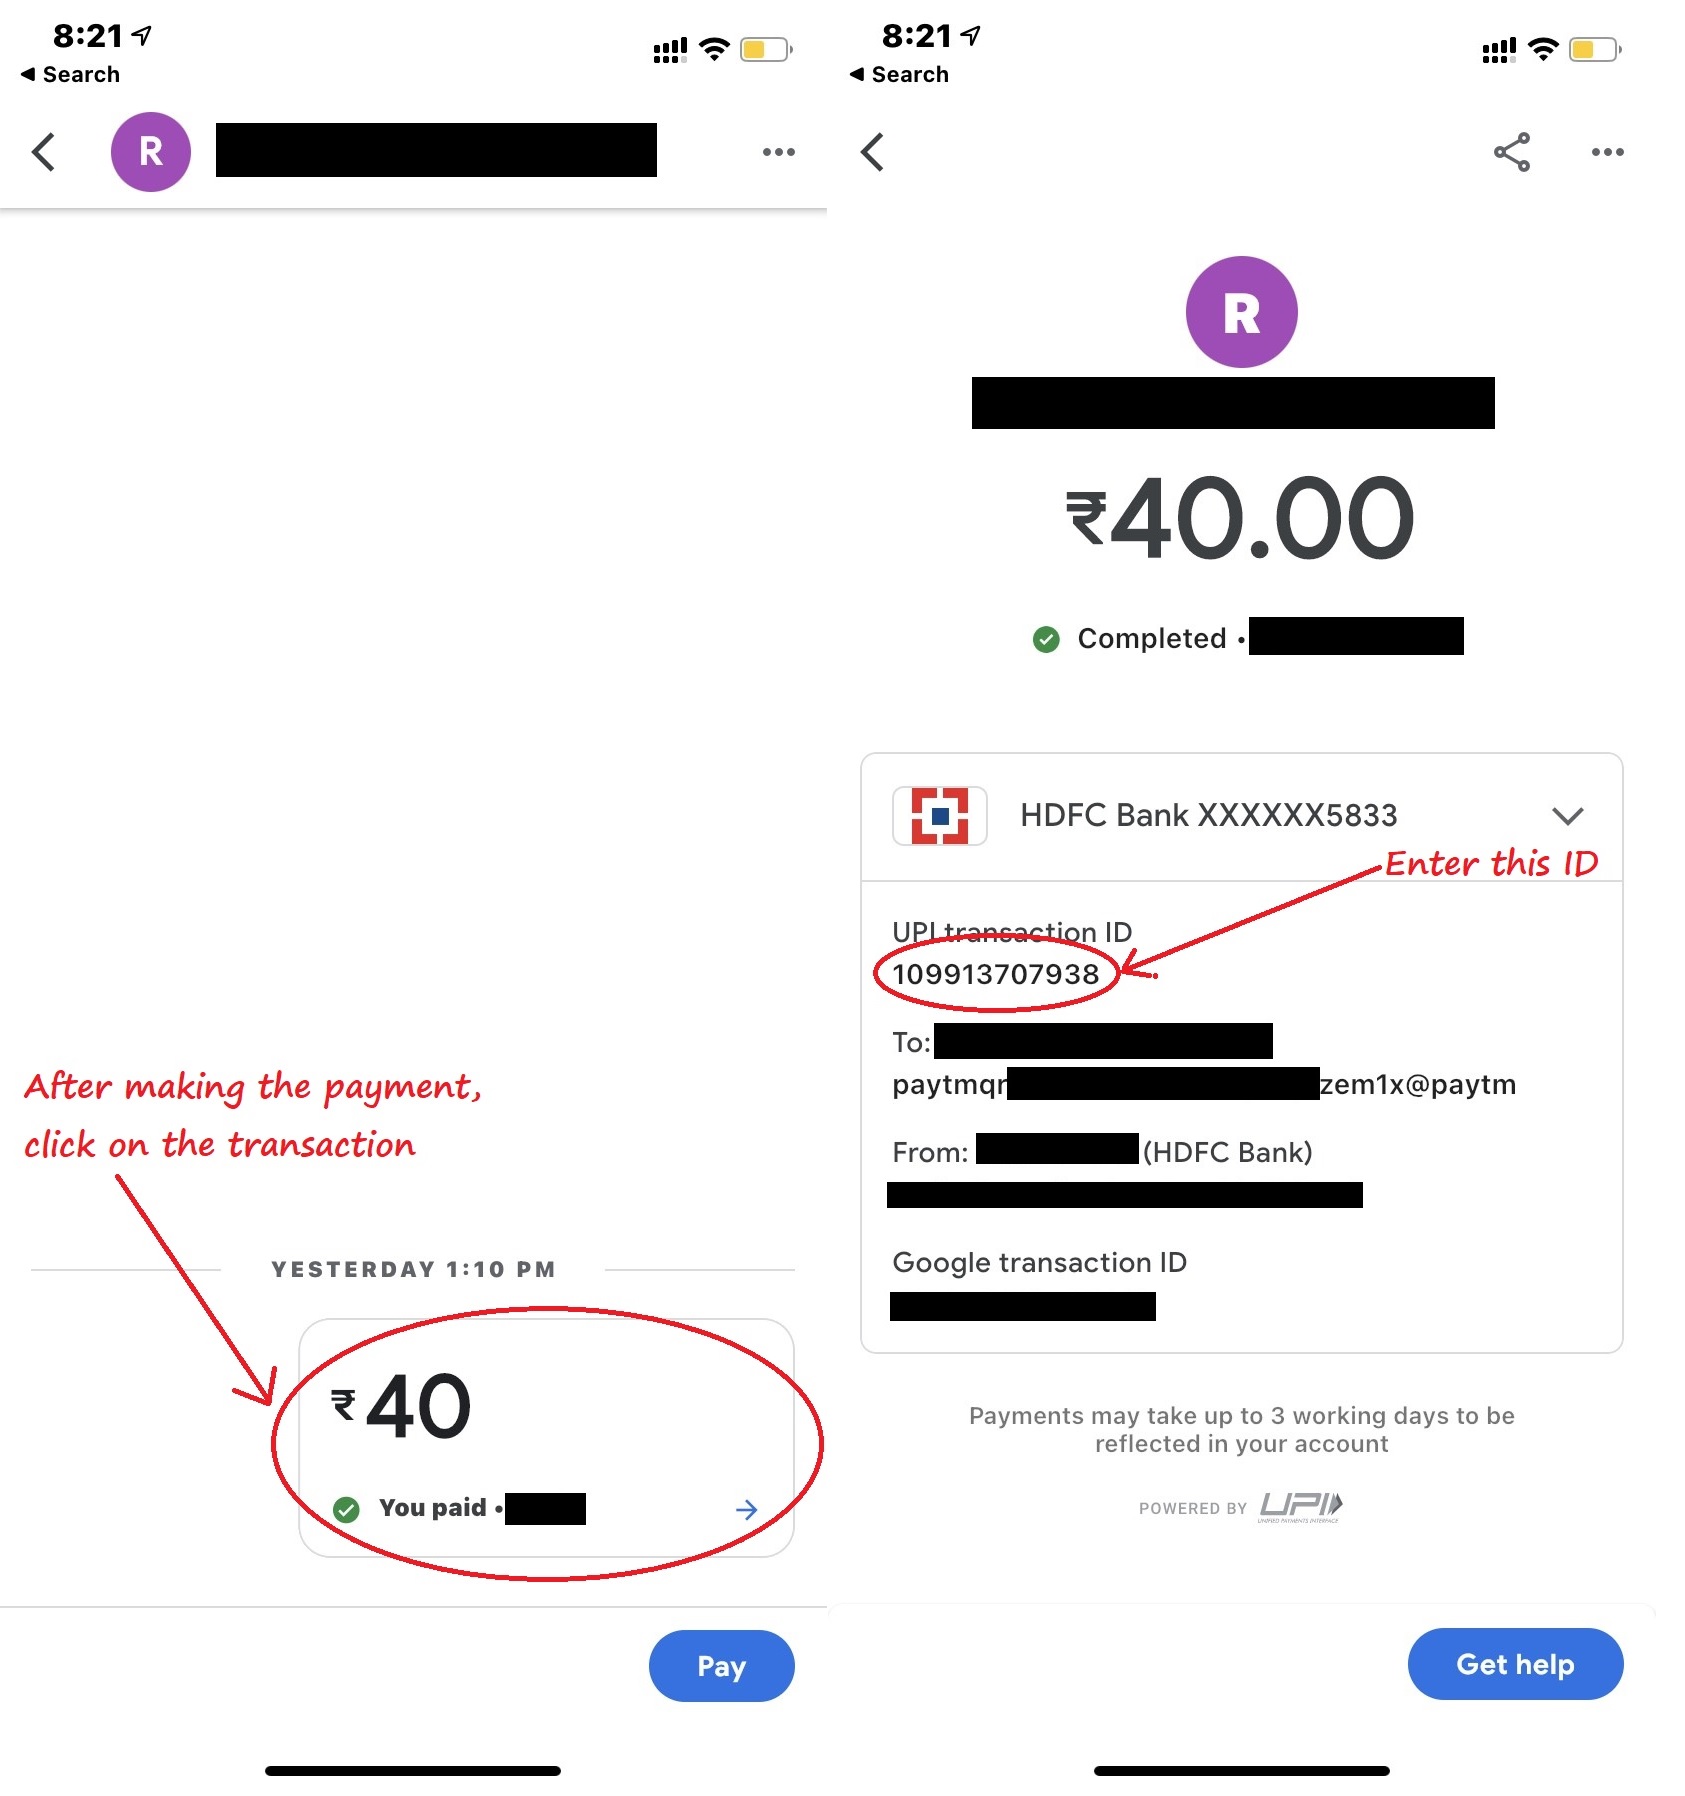 8:21
Search
R
After making the payment,
click on the transaction
YESTERDAY 1:10 PM
₹40
You paid •
Pay
8:21
Search
R
₹40.00
Completed •
HDFC Bank XXXXXX5833
Enter this ID
UPI transaction ID
109913707938
To:
paytmqr zem1x@paytm
From: (HDFC Bank)
Google transaction ID
Payments may take up to 3 working days to be
reflected in your account
POWERED BY UPI
UNIFIED PAYMENTS INTERFACE
Get help